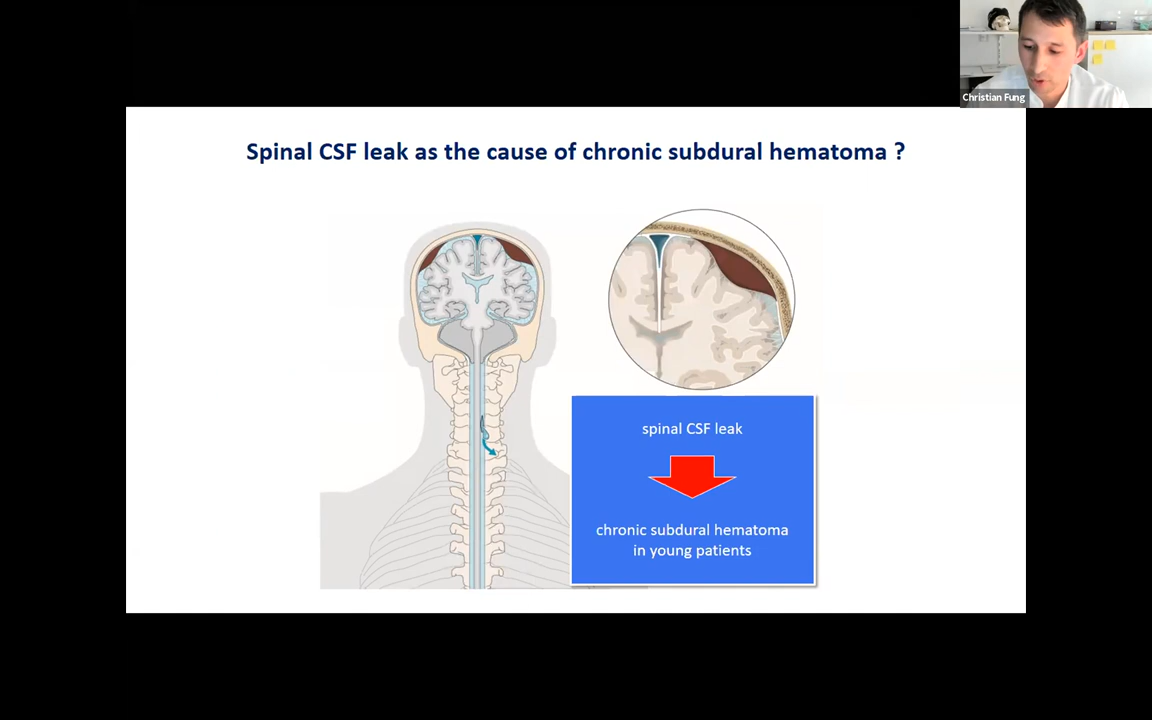 Christian Fung
Spinal CSF leak as the cause of chronic subdural hematoma ?
spinal CSF leak
chronic subdural hematoma
in young patients